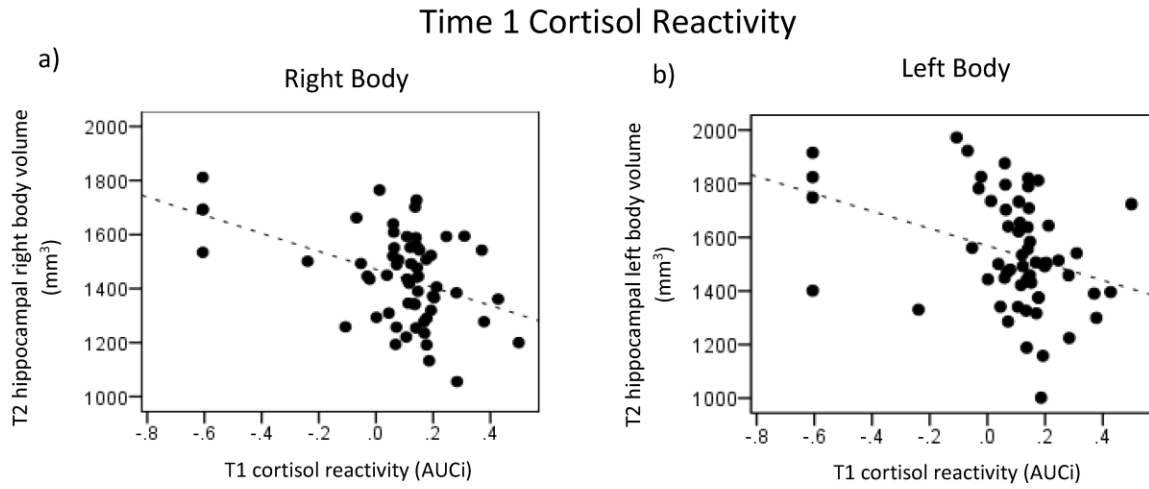 Time 1 Cortisol Reactivity
a)
Right Body
T2 hippocampal right body volume
(mm³)
2000
1800
1600
1400
1200
1000
-.8
-.6
-.4
-.2
.0
.2
.4
T1 cortisol reactivity (AUCi)
b)
Left Body
T2 hippocampal left body volume
(mm³)
2000
1800
1600
1400
1200
1000
-.8
-.6
-.4
-.2
.0
.2
.4
T1 cortisol reactivity (AUCi)